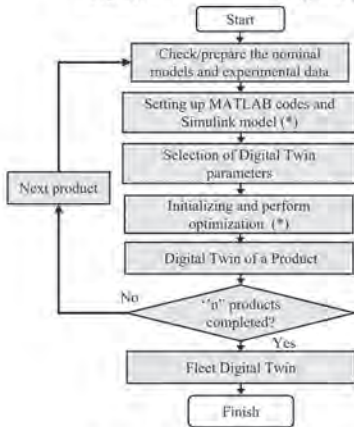 Start
Check/prepare the nominal
models and experimental data
Setting up MATLAB codes and
Simulink model (*)
Selection of Digital Twin
parameters
Next product
Initializing and perform
optimization (*)
Digital Twin of a Product
No
"n" products
completed?
Yes
Fleet Digital Twin
Finish